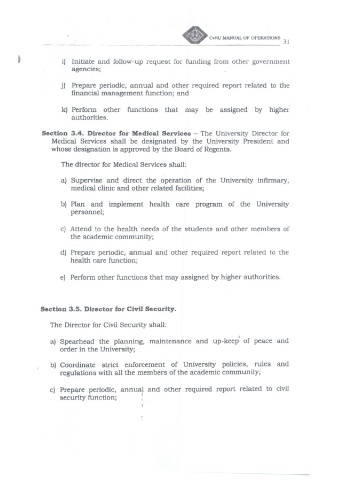 CvSU MANUAL OF OPERATIONS 31
i) Initiate and follow-up request for funding from other government
agencies;
j) Prepare periodic, annual and other required report related to the
financial management function; and
k) Perform other functions that may be assigned by higher
authorities.
Section 3.4. Director for Medical Services – The University Director for
Medical Services shall be designated by the University President and
whose designation is approved by the Board of Regents.
The director for Medical Services shall:
a) Supervise and direct the operation of the University infirmary,
medical clinic and other related facilities;
b) Plan and implement health care program of the University
personnel;
c) Attend to the health needs of the students and other members of
the academic community;
d) Prepare periodic, annual and other required report related to the
health care function;
e) Perform other functions that may assigned by higher authorities.
Section 3.5. Director for Civil Security.
The Director for Civil Security shall:
a) Spearhead the planning, maintenance and up-keep of peace and
order in the University;
b) Coordinate strict enforcement of University policies, rules and
regulations with all the members of the academic community;
c) Prepare periodic, annual and other required report related to civil
security function;